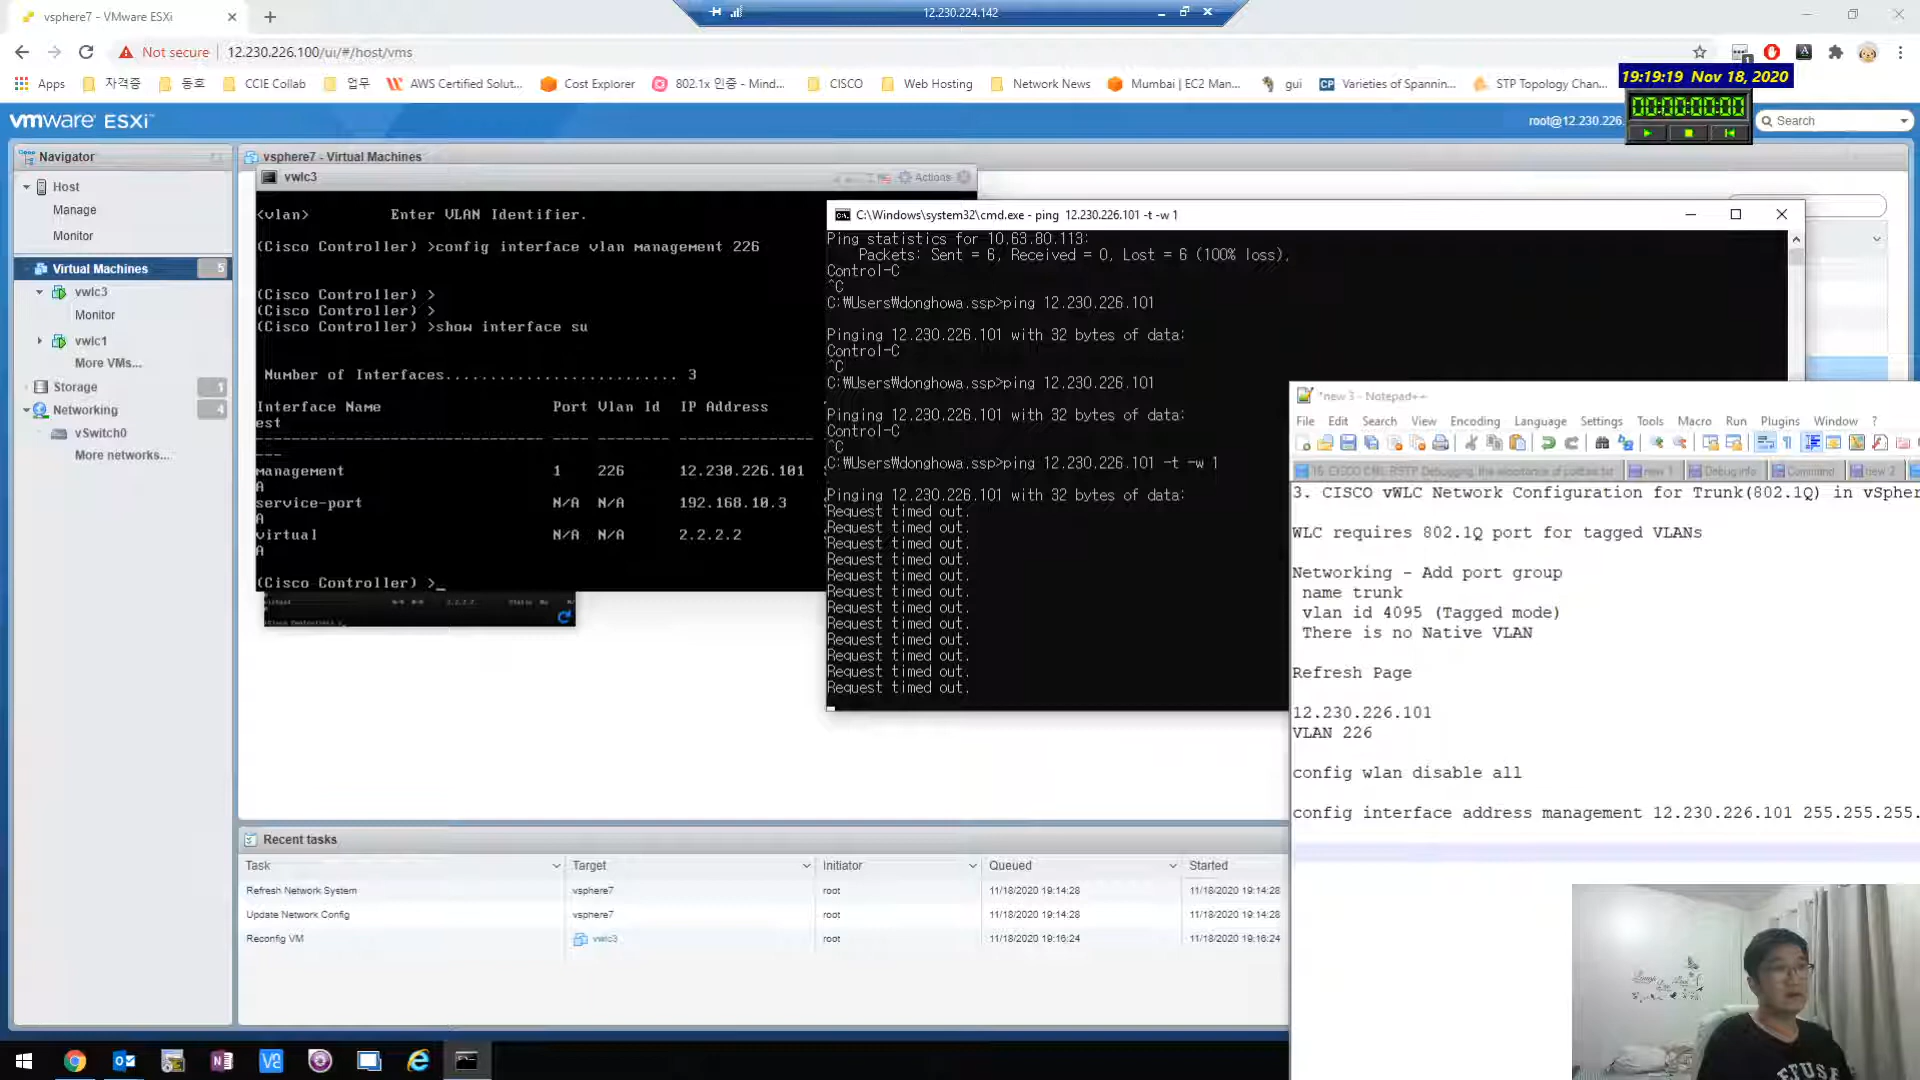 vsphere7 - VMware ESXi
12.230.224.142
Not secure
12.230.226.100/ui/#/host/vms
Apps
자격증
동호
CCIE Collab
업무
AWS Certified Solut...
Cost Explorer
802.1x 인증 - Mind...
CISCO
Web Hosting
Network News
Mumbai | EC2 Man...
gui
Varieties of Spannin...
STP Topology Chan...
19:19:19 Nov 18, 2020
00:00:00:00
vmware ESXi
root@12.230.226.
Search
Navigator
Host
Manage
Monitor
Virtual Machines
5
vwlc3
Monitor
vwlc1
More VMs...
Storage
1
Networking
4
vSwitch0
More networks...
vsphere7 - Virtual Machines
vwlc3
Actions
<vlan> Enter VLAN Identifier.
(Cisco Controller) >config interface vlan management 226
(Cisco Controller) >
(Cisco Controller) >
(Cisco Controller) >show interface su
Number of Interfaces.......................... 3
Interface Name Port Vlan Id IP Address
est
-------------------------------- ---- -------- ---------------
---
management 1 226 12.230.226.101
A
service-port N/A N/A 192.168.10.3
A
virtual N/A N/A 2.2.2.2
A
(Cisco Controller) >_
C:\Windows\system32\cmd.exe - ping 12.230.226.101 -t -w 1
Ping statistics for 10.63.80.113:
Packets: Sent = 6, Received = 0, Lost = 6 (100% loss),
Control-C
^C
C:₩Users₩donghowa.ssp>ping 12.230.226.101
Pinging 12.230.226.101 with 32 bytes of data:
Control-C
^C
C:₩Users₩donghowa.ssp>ping 12.230.226.101
Pinging 12.230.226.101 with 32 bytes of data:
Control-C
^C
C:₩Users₩donghowa.ssp>ping 12.230.226.101 -t -w 1
Pinging 12.230.226.101 with 32 bytes of data:
Request timed out.
Request timed out.
Request timed out.
Request timed out.
Request timed out.
Request timed out.
Request timed out.
Request timed out.
Request timed out.
Request timed out.
Request timed out.
Request timed out.
*new 3 - Notepad++
File Edit Search View Encoding Language Settings Tools Macro Run Plugins Window ?
new 1
Debug info
Command
new 2
3. CISCO vWLC Network Configuration for Trunk(802.1Q) in vSpher
WLC requires 802.1Q port for tagged VLANs
Networking - Add port group
name trunk
vlan id 4095 (Tagged mode)
There is no Native VLAN
Refresh Page
12.230.226.101
VLAN 226
config wlan disable all
config interface address management 12.230.226.101 255.255.255.
Recent tasks
Task Target Initiator Queued Started
Refresh Network System vsphere7 root 11/18/2020 19:14:28 11/18/2020 19:14:28
Update Network Config vsphere7 root 11/18/2020 19:14:28 11/18/2020 19:14:28
Reconfig VM vwlc3 root 11/18/2020 19:16:24 11/18/2020 19:16:24